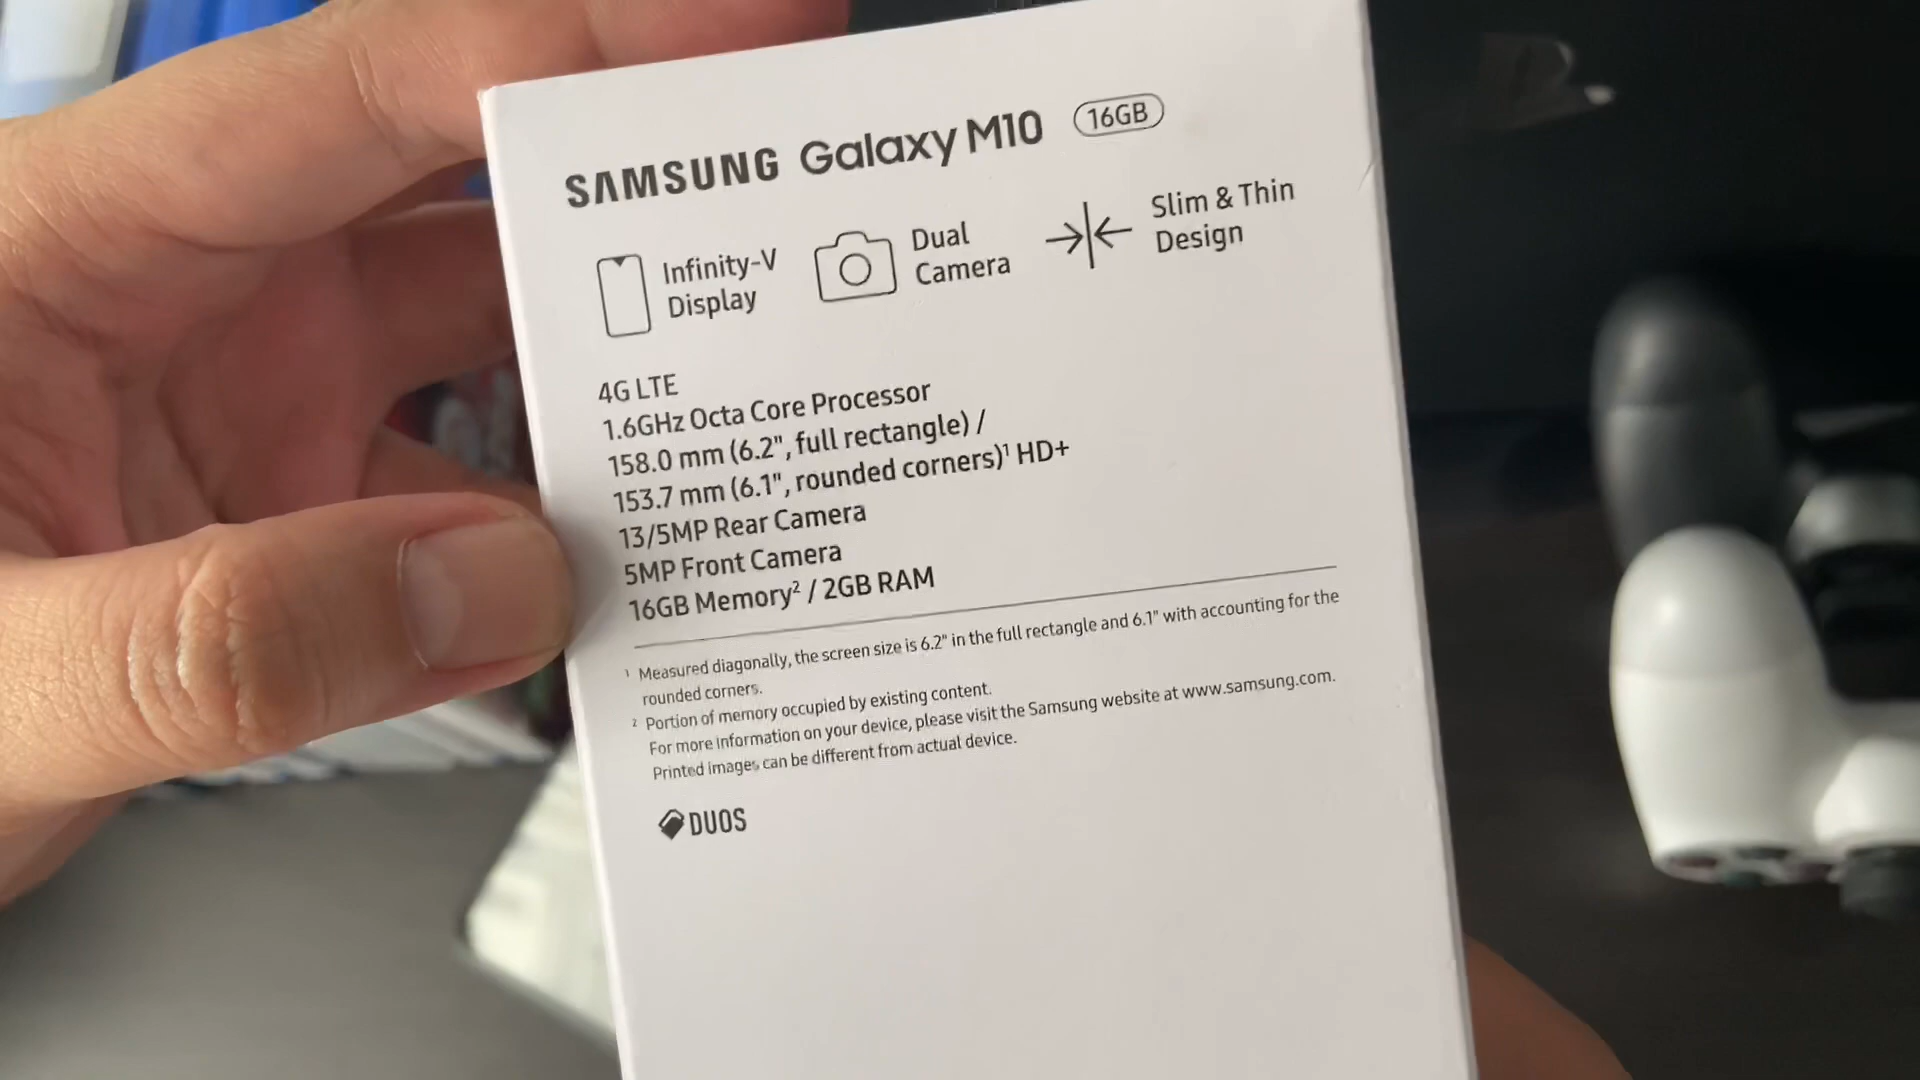 SAMSUNG Galaxy M10 16GB
Infinity-V
Display
Dual
Camera
Slim & Thin
Design
4G LTE
1.6GHz Octa Core Processor
158.0 mm (6.2", full rectangle) /
153.7 mm (6.1", rounded corners)¹ HD+
13/5MP Rear Camera
5MP Front Camera
16GB Memory² / 2GB RAM
¹ Measured diagonally, the screen size is 6.2" in the full rectangle and 6.1" with accounting for the
rounded corners.
² Portion of memory occupied by existing content.
For more information on your device, please visit the Samsung website at www.samsung.com.
Printed images can be different from actual device.
DUOS